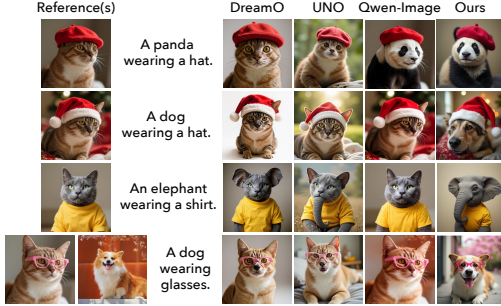 Reference(s) DreamO UNO Qwen-Image Ours
A panda
wearing a hat.
A dog
wearing a hat.
An elephant
wearing a shirt.
A dog
wearing
glasses.